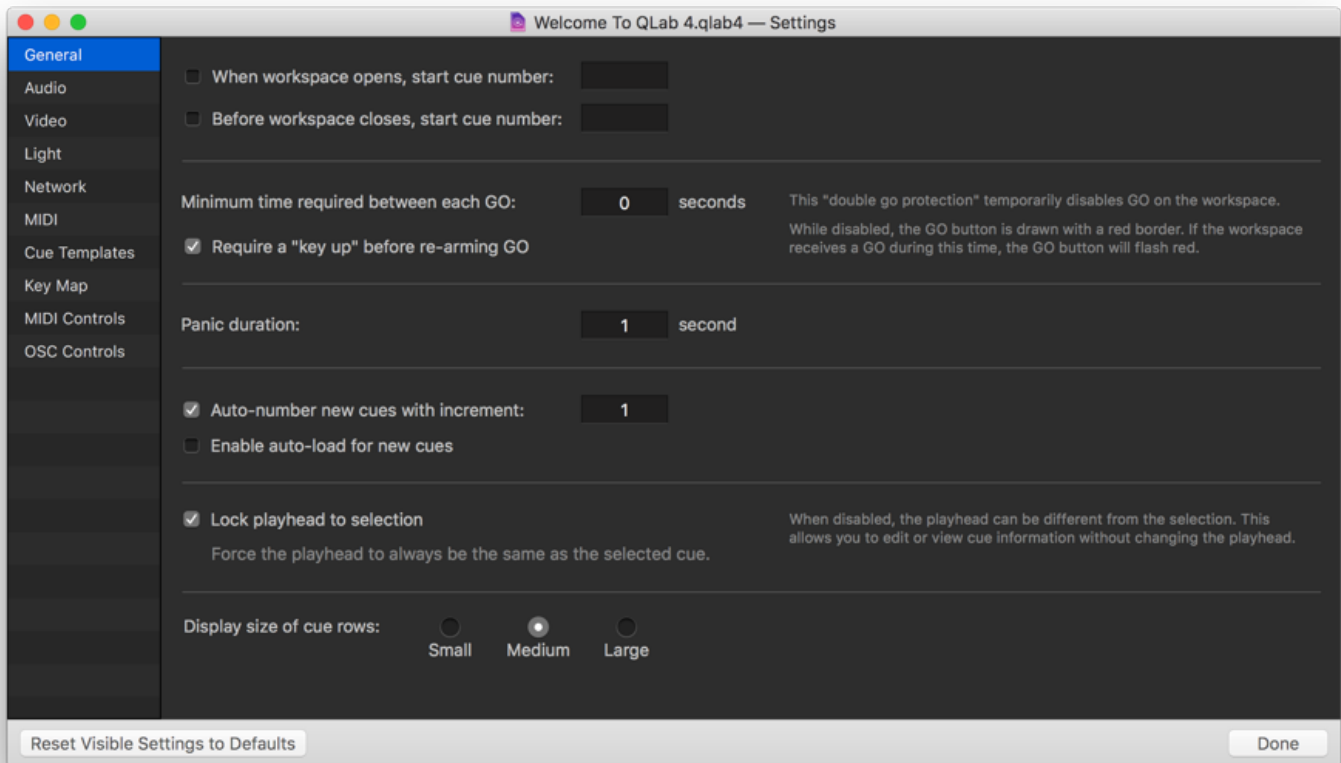 Welcome To QLab 4.qlab4 — Settings
General
Audio
Video
Light
Network
MIDI
Cue Templates
Key Map
MIDI Controls
OSC Controls
When workspace opens, start cue number:
Before workspace closes, start cue number:
Minimum time required between each GO: 0 seconds
Require a "key up" before re-arming GO
This "double go protection" temporarily disables GO on the workspace.
While disabled, the GO button is drawn with a red border. If the workspace
receives a GO during this time, the GO button will flash red.
Panic duration: 1 second
Auto-number new cues with increment: 1
Enable auto-load for new cues
Lock playhead to selection
Force the playhead to always be the same as the selected cue.
When disabled, the playhead can be different from the selection. This
allows you to edit or view cue information without changing the playhead.
Display size of cue rows:
Small Medium Large
Reset Visible Settings to Defaults
Done